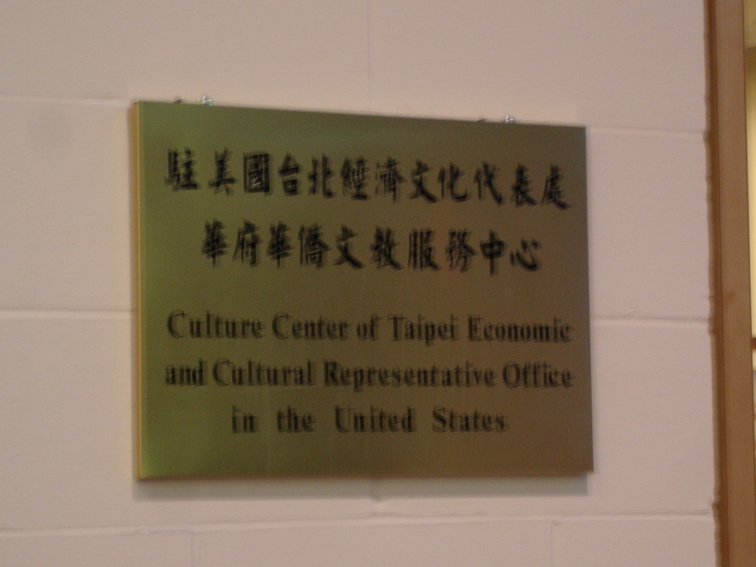 駐美國台北經濟文化代表處
華府華僑文教服務中心
Culture Center of Taipei Economic
and Cultural Representative Office
in the United States